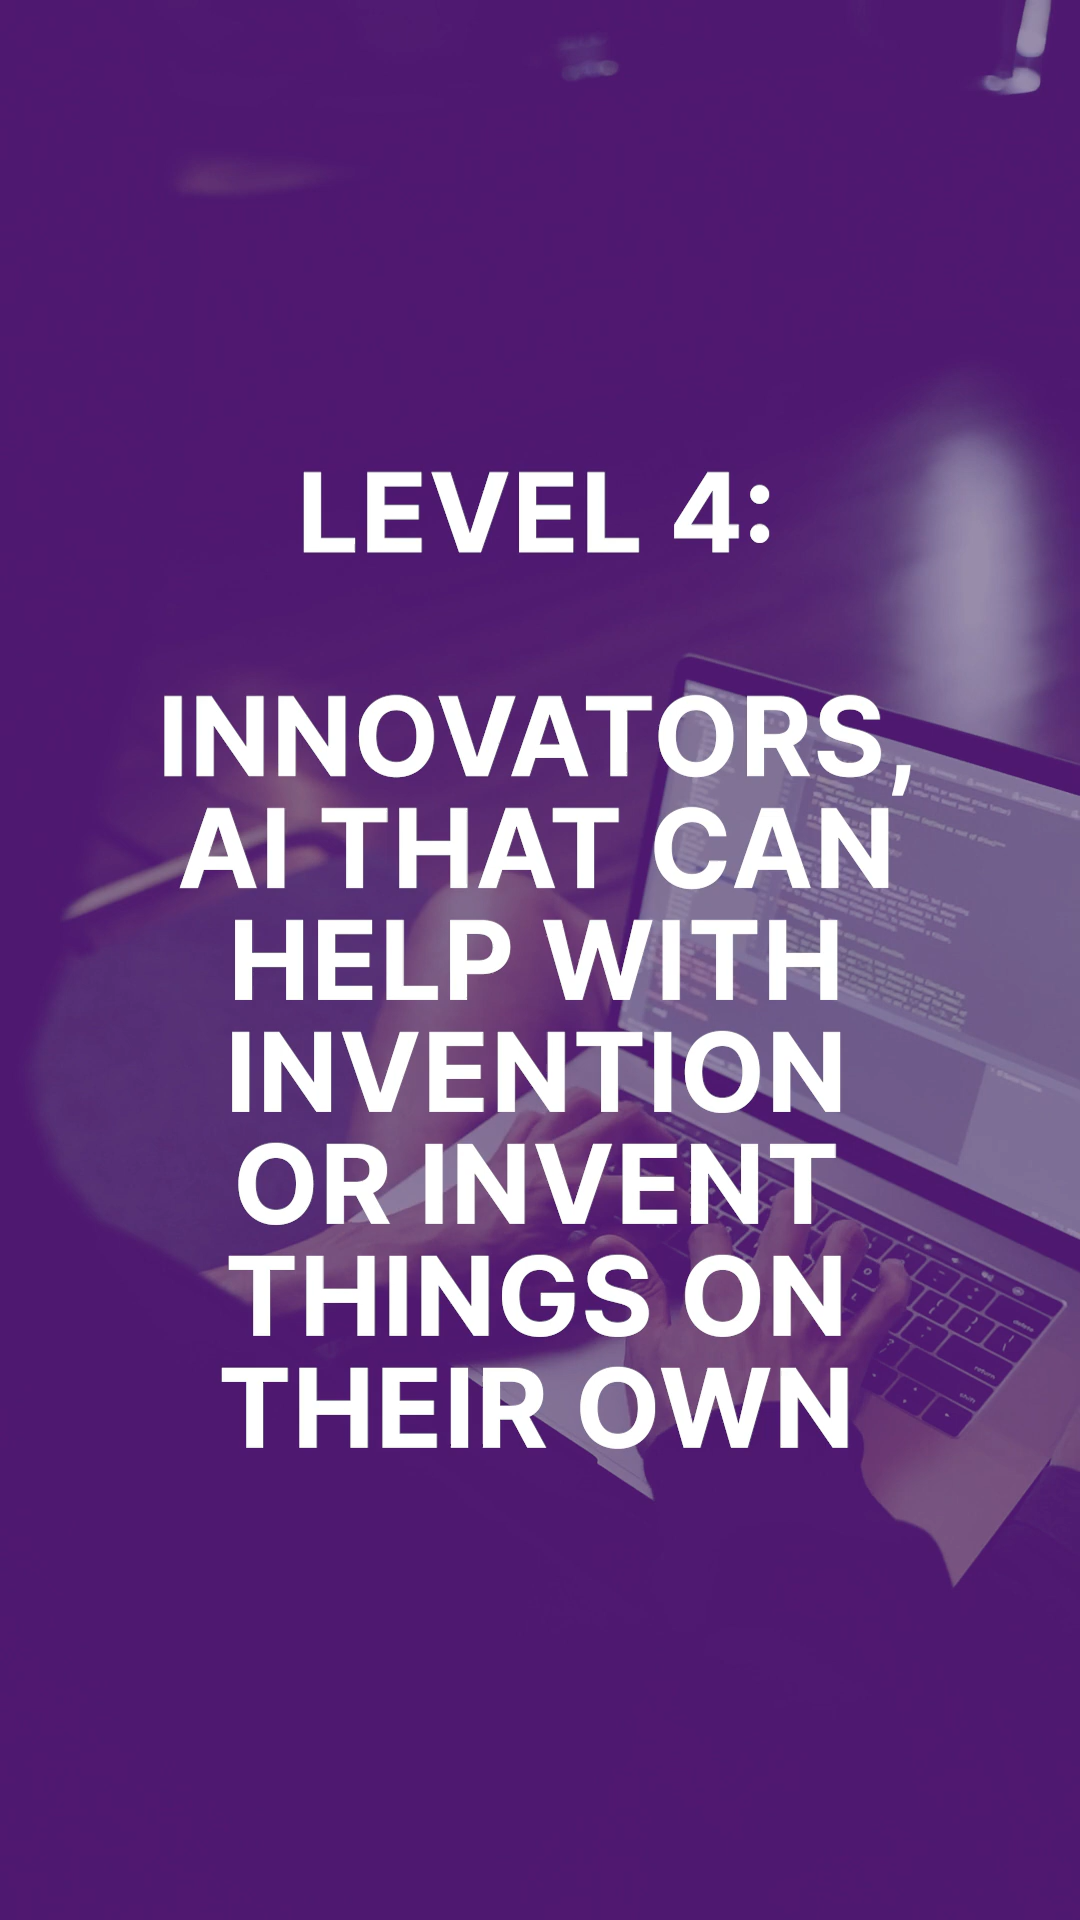 LEVEL 4:
INNOVATORS,
AI THAT CAN
HELP WITH
INVENTION
OR INVENT
THINGS ON
THEIR OWN